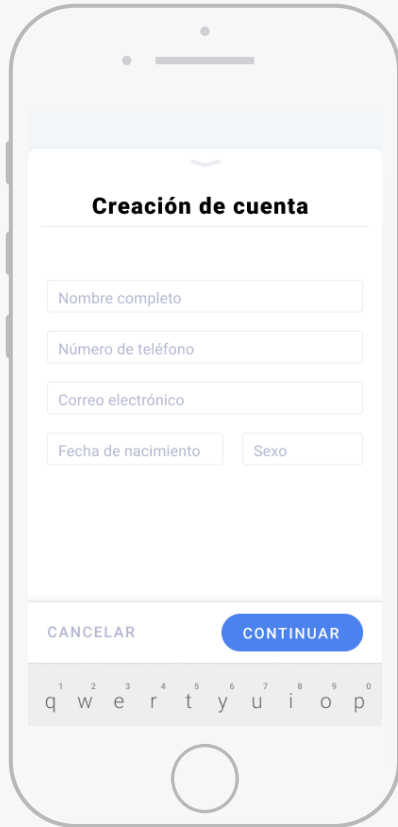 Creación de cuenta
Nombre completo
Número de teléfono
Correo electrónico
Fecha de nacimiento Sexo
CANCELAR CONTINUAR
1 2 3 4 5 6 7 8 9 0
q w e r t y u i o p